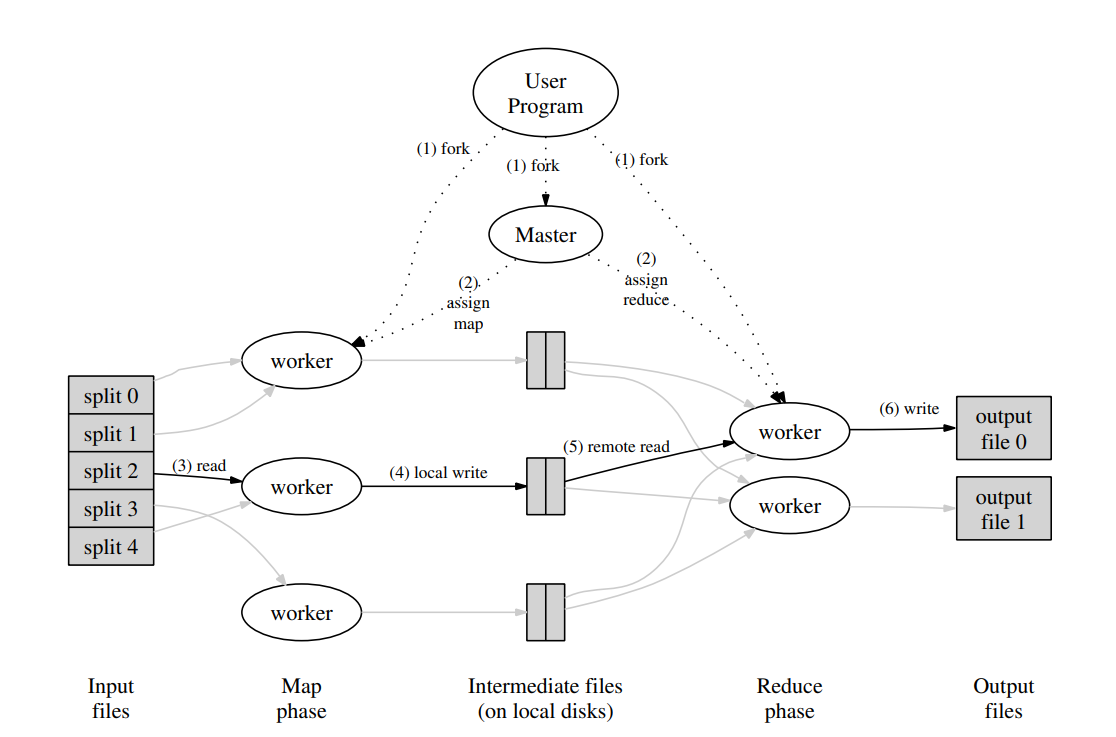 User
Program
(1) fork
(1) fork
(1) fork
Master
(2)
assign
map
(2)
assign
reduce
split 0
split 1
split 2
split 3
split 4
(3) read
worker
worker
worker
(4) local write
(5) remote read
worker
worker
(6) write
output
file 0
output
file 1
Input
files
Map
phase
Intermediate files
(on local disks)
Reduce
phase
Output
files